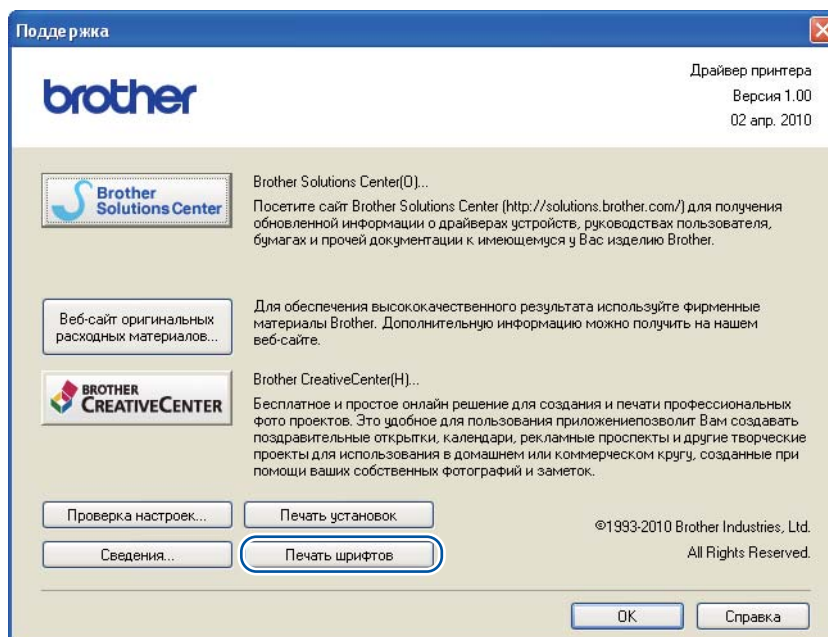 Поддержка
brother
Драйвер принтера
Версия 1.00
02 апр. 2010
Brother
Solutions Center
Brother Solutions Center(O)...
Посетите сайт Brother Solutions Center (http://solutions.brother.com/) для получения
обновленной информации о драйверах устройств, руководствах пользователя,
бумагах и прочей документации к имеющемуся у Вас изделию Brother.
Веб-сайт оригинальных
расходных материалов...
Для обеспечения высококачественного результата используйте фирменные
материалы Brother. Дополнительную информацию можно получить на нашем
веб-сайте.
BROTHER
CREATIVECENTER
Brother CreativeCenter(H)...
Бесплатное и простое онлайн решение для создания и печати профессиональных
фото проектов. Это удобное для пользования приложениепозволит Вам создавать
поздравительные открытки, календари, рекламные проспекты и другие творческие
проекты для использования в домашнем или коммерческом кругу, созданные при
помощи ваших собственных фотографий и заметок.
Проверка настроек...
Печать установок
Сведения...
Печать шрифтов
©1993-2010 Brother Industries, Ltd.
All Rights Reserved.
OK
Справка